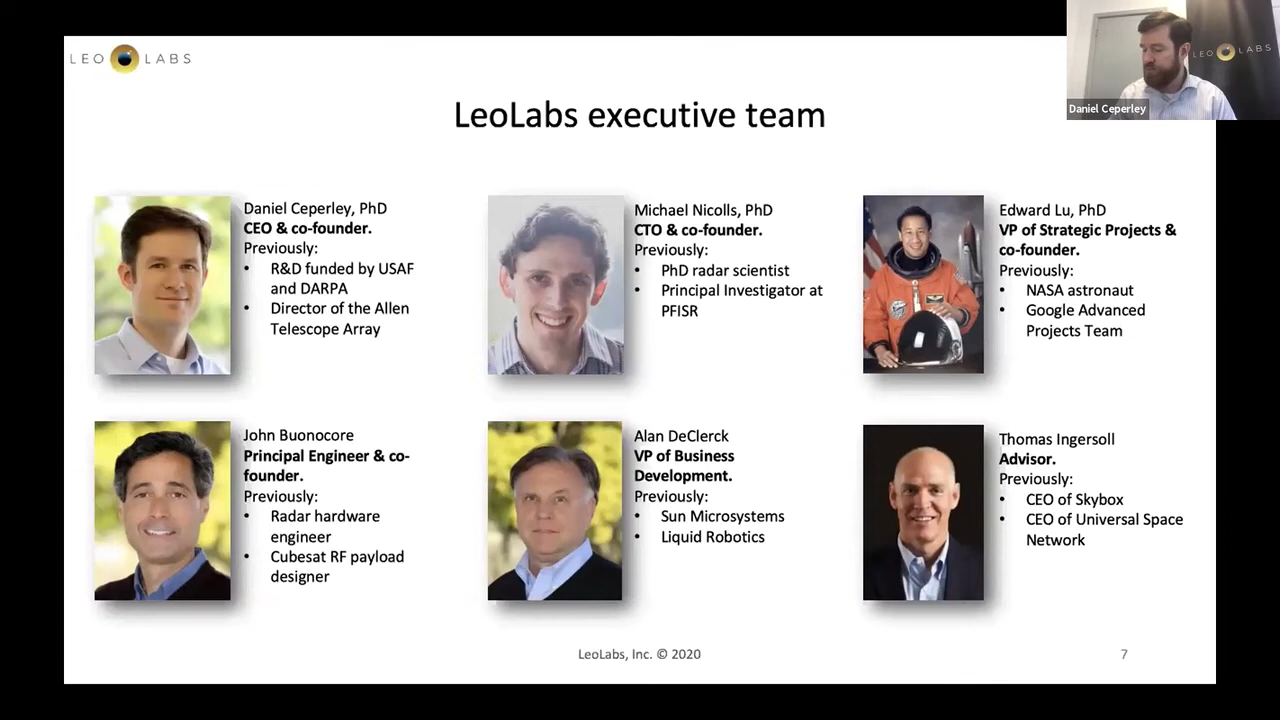 LEO LABS
LEO LABS
Daniel Ceperley
LeoLabs executive team
Daniel Ceperley, PhD
CEO & co-founder.
Previously:
• R&D funded by USAF
and DARPA
• Director of the Allen
Telescope Array
Michael Nicolls, PhD
CTO & co-founder.
Previously:
• PhD radar scientist
• Principal Investigator at
PFISR
Edward Lu, PhD
VP of Strategic Projects &
co-founder.
Previously:
• NASA astronaut
• Google Advanced
Projects Team
John Buonocore
Principal Engineer & co-
founder.
Previously:
• Radar hardware
engineer
• Cubesat RF payload
designer
Alan DeClerck
VP of Business
Development.
Previously:
• Sun Microsystems
• Liquid Robotics
Thomas Ingersoll
Advisor.
Previously:
• CEO of Skybox
• CEO of Universal Space
Network
LeoLabs, Inc. © 2020
7